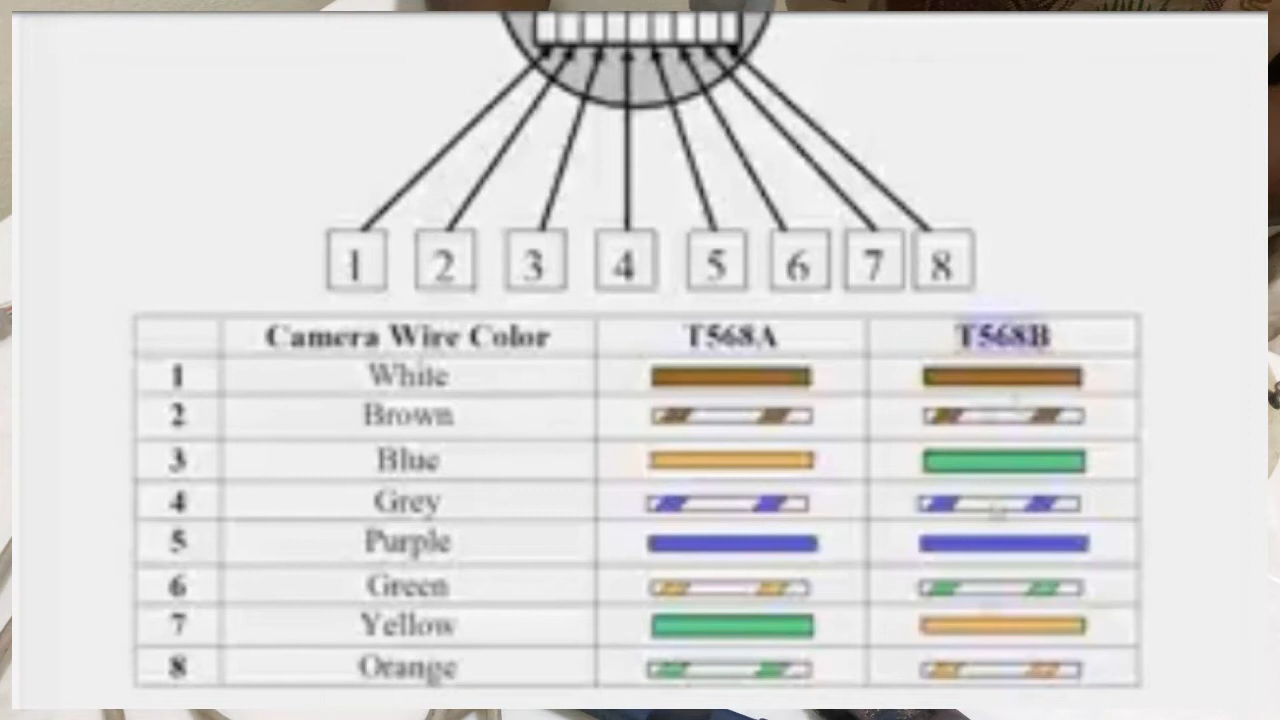 1 2 3 4 5 6 7 8
Camera Wire Color T568A T568B
1 White
2 Brown
3 Blue
4 Grey
5 Purple
6 Green
7 Yellow
8 Orange